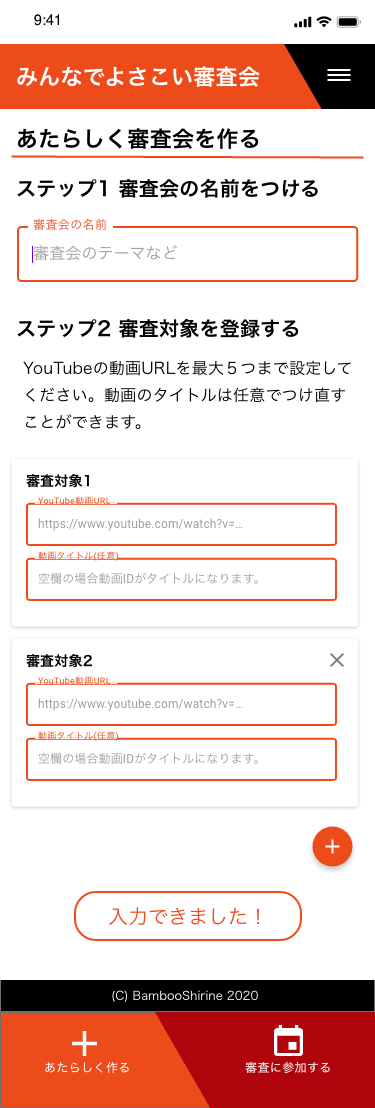 9:41
みんなでよさこい審査会
あたらしく審査会を作る
ステップ1 審査会の名前をつける
審査会の名前
審査会のテーマなど
ステップ2 審査対象を登録する
YouTubeの動画URLを最大５つまで設定して
ください。動画のタイトルは任意でつけ直す
ことができます。
審査対象1
YouTube動画URL
https://www.youtube.com/watch?v=...
動画タイトル(任意)
空欄の場合動画IDがタイトルになります。
審査対象2
YouTube動画URL
https://www.youtube.com/watch?v=...
動画タイトル(任意)
空欄の場合動画IDがタイトルになります。
入力できました！
(C) BambooShirine 2020
あたらしく作る
審査に参加する